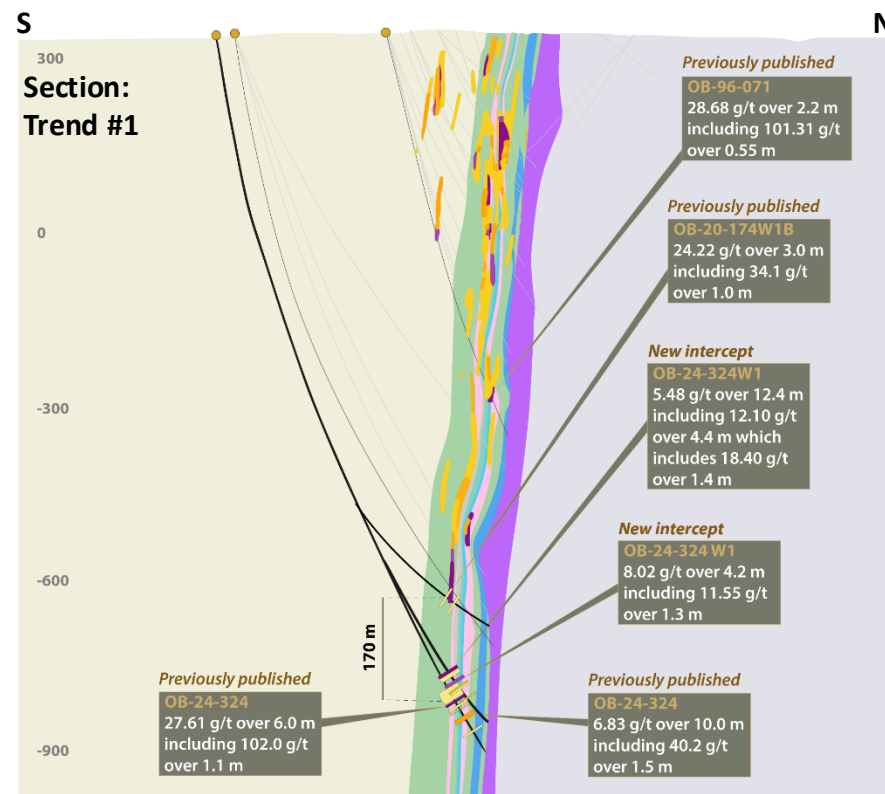 S
N
Section:
Trend #1
300
0
-300
-600
-900
170 m
Previously published
OB-96-071
28.68 g/t over 2.2 m
including 101.31 g/t
over 0.55 m
Previously published
OB-20-174W1B
24.22 g/t over 3.0 m
including 34.1 g/t
over 1.0 m
New intercept
OB-24-324W1
5.48 g/t over 12.4 m
including 12.10 g/t
over 4.4 m which
includes 18.40 g/t
over 1.4 m
New intercept
OB-24-324 W1
8.02 g/t over 4.2 m
including 11.55 g/t
over 1.3 m
Previously published
OB-24-324
27.61 g/t over 6.0 m
including 102.0 g/t
over 1.1 m
Previously published
OB-24-324
6.83 g/t over 10.0 m
including 40.2 g/t
over 1.5 m